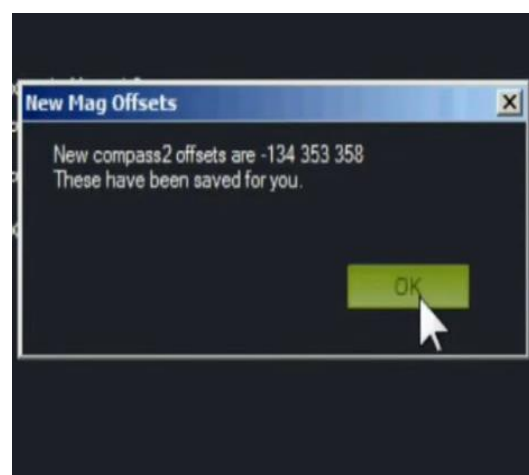 New Mag Offsets
New compass2 offsets are -134 353 358
These have been saved for you.
OK